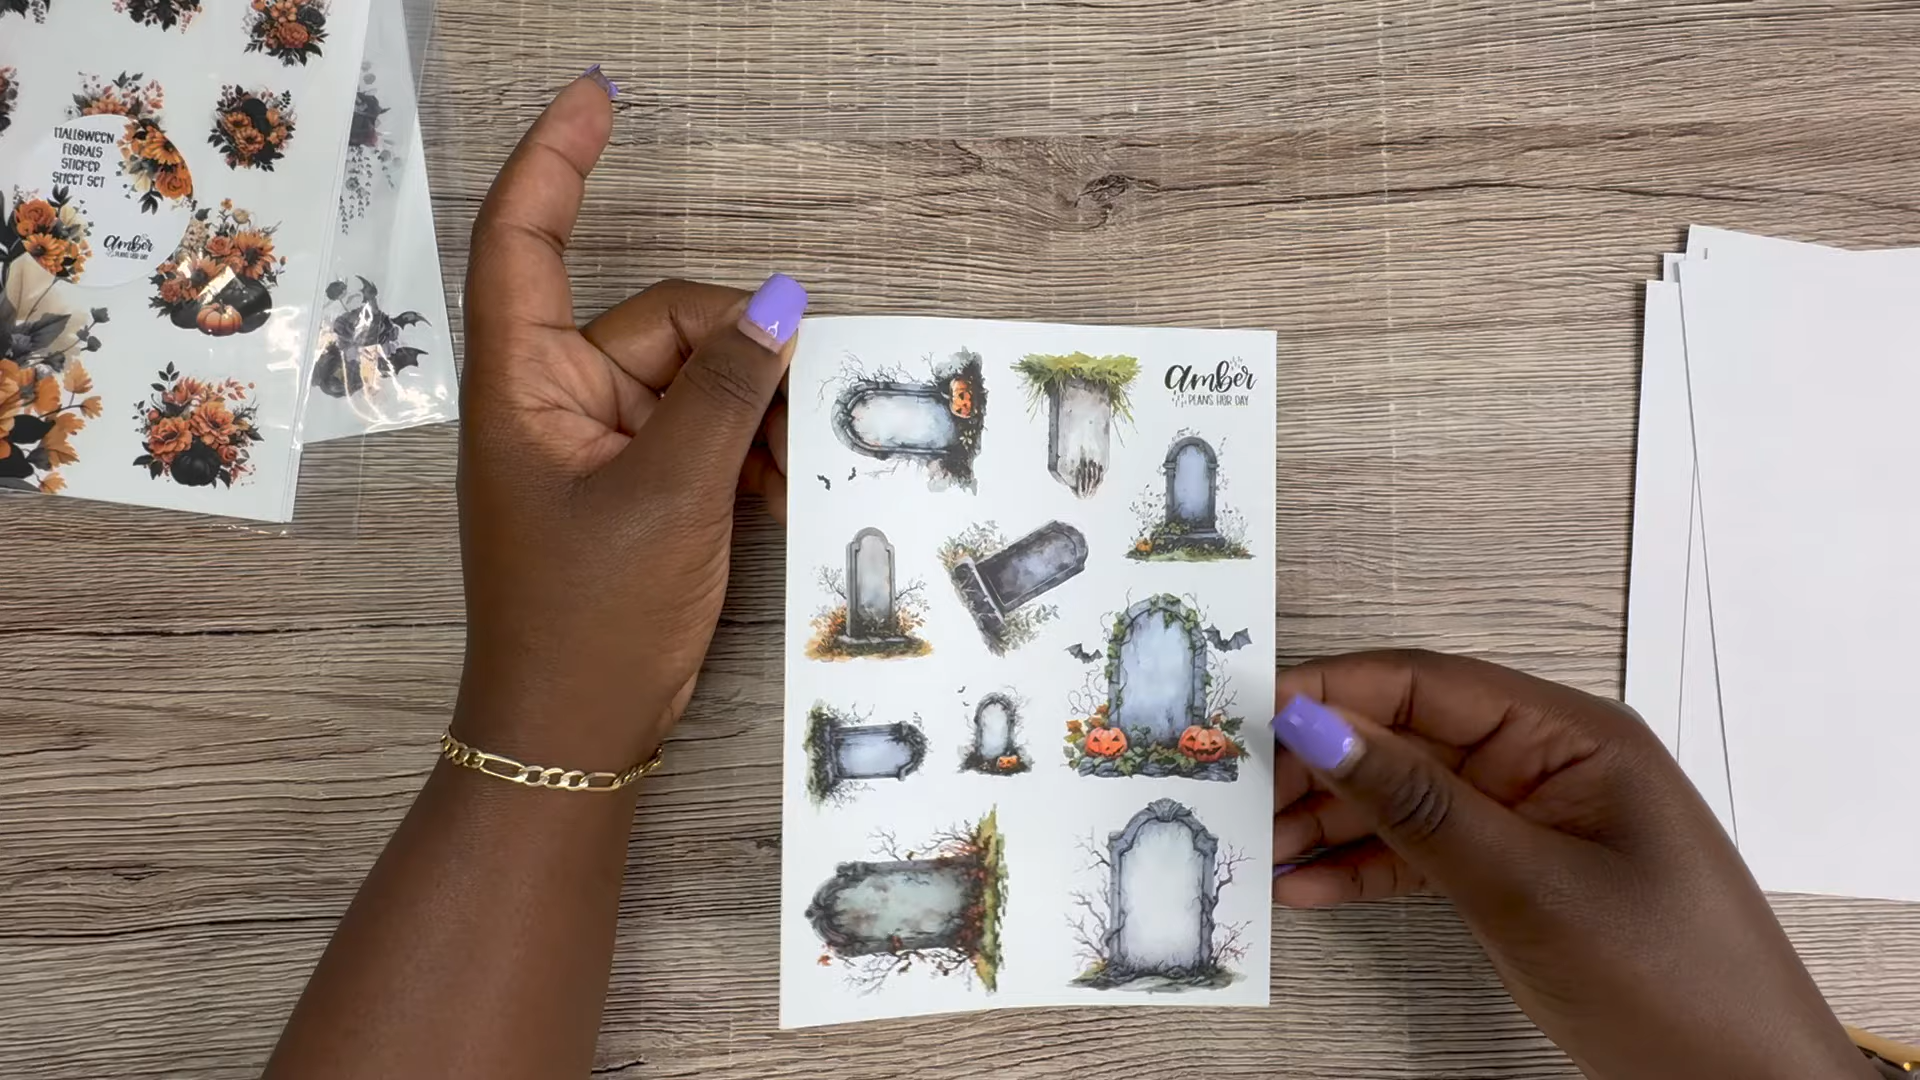 HALLOWEEN
FLORALS
STICKER
SHEET SET
amber
PLANS HER DAY
amber
PLANS HER DAY